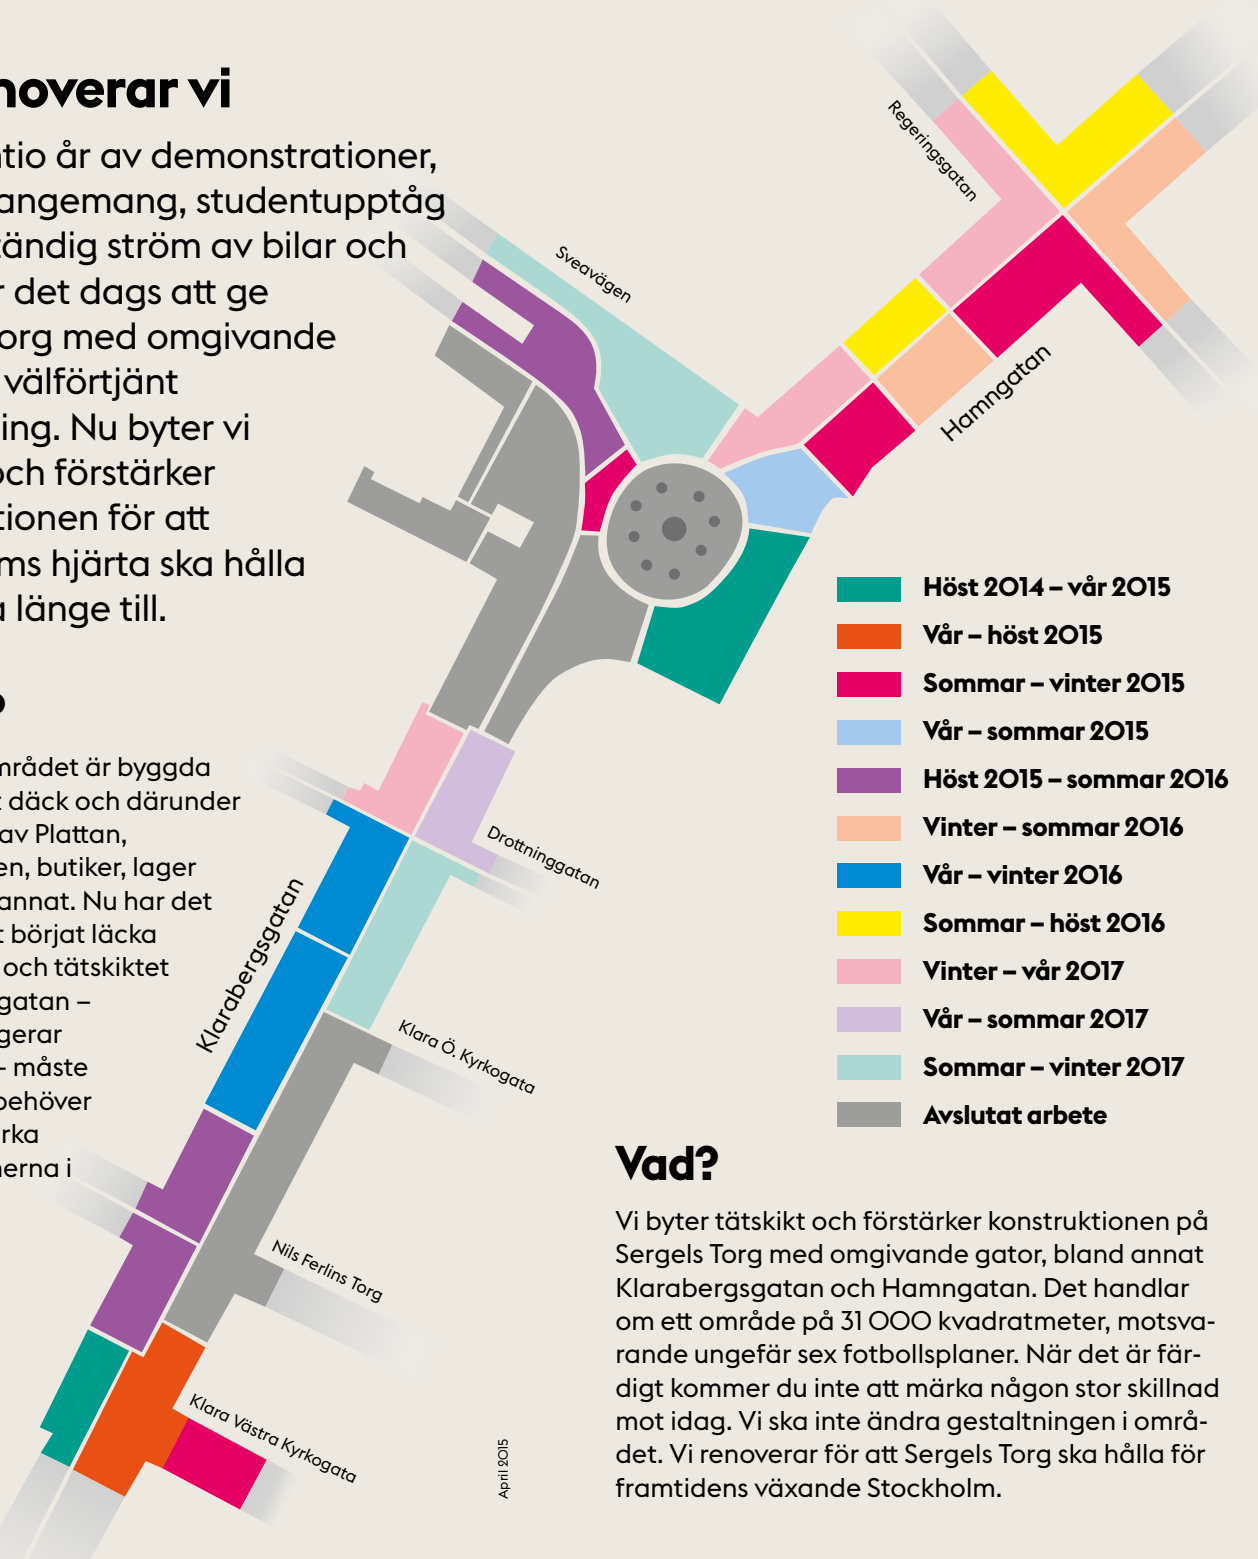 noverar vi
tio år av demonstrationer,
angemang, studentupptåg
tändig ström av bilar och
r det dags att ge
org med omgivande
välförtjänt
ing. Nu byter vi
och förstärker
tionen för att
ms hjärta ska hålla
länge till.
mrådet är byggda
t däck och därunder
av Plattan,
en, butiker, lager
annat. Nu har det
t börjat läcka
och tätskiktet
gatan –
gerar
– måste
behöver
rka
nerna i
Regeringsgatan
Sveavägen
Hamngatan
Drottninggatan
Klarabergsgatan
Klara Ö. Kyrkogata
Nils Ferlins Torg
Klara Västra Kyrkogata
April 2015
Höst 2014 – vår 2015
Vår – höst 2015
Sommar – vinter 2015
Vår – sommar 2015
Höst 2015 – sommar 2016
Vinter – sommar 2016
Vår – vinter 2016
Sommar – höst 2016
Vinter – vår 2017
Vår – sommar 2017
Sommar – vinter 2017
Avslutat arbete
Vad?
Vi byter tätskikt och förstärker konstruktionen på
Sergels Torg med omgivande gator, bland annat
Klarabergsgatan och Hamngatan. Det handlar
om ett område på 31 000 kvadratmeter, motsva-
rande ungefär sex fotbollsplaner. När det är fär-
digt kommer du inte att märka någon stor skillnad
mot idag. Vi ska inte ändra gestaltningen i områ-
det. Vi renoverar för att Sergels Torg ska hålla för
framtidens växande Stockholm.